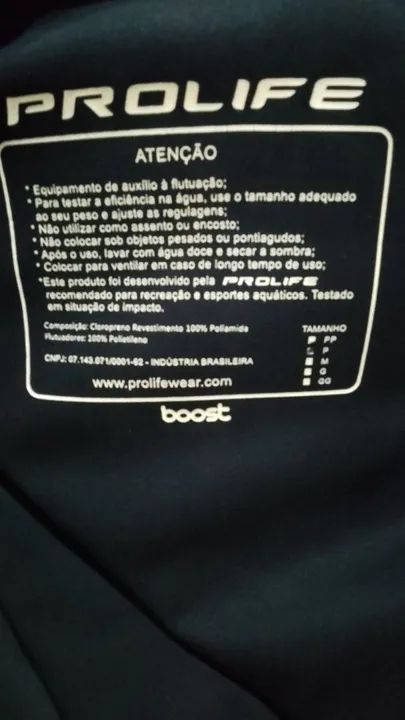 PROLIFE
ATENÇÃO
* Equipamento de auxílio à flutuação;
* Para testar a eficiência na água, use o tamanho adequado
ao seu peso e ajuste as regulagens;
* Não utilizar como assento ou encosto;
* Não colocar sob objetos pesados ou pontiagudos;
* Após o uso, lavar com água doce e secar a sombra;
* Colocar para ventilar em caso de longo tempo de uso;
*Este produto foi desenvolvido pela PROLIFE
recomendado para recreação e esportes aquáticos. Testado
em situação de impacto.
Composição: Cloropreno Revestimento 100% Poliamida
Flutuadores: 100% Polietileno
CNPJ: 07.143.071/0001-92 - INDÚSTRIA BRASILEIRA
www.prolifewear.com
TAMANHO
PP
P
M
G
GG
boost